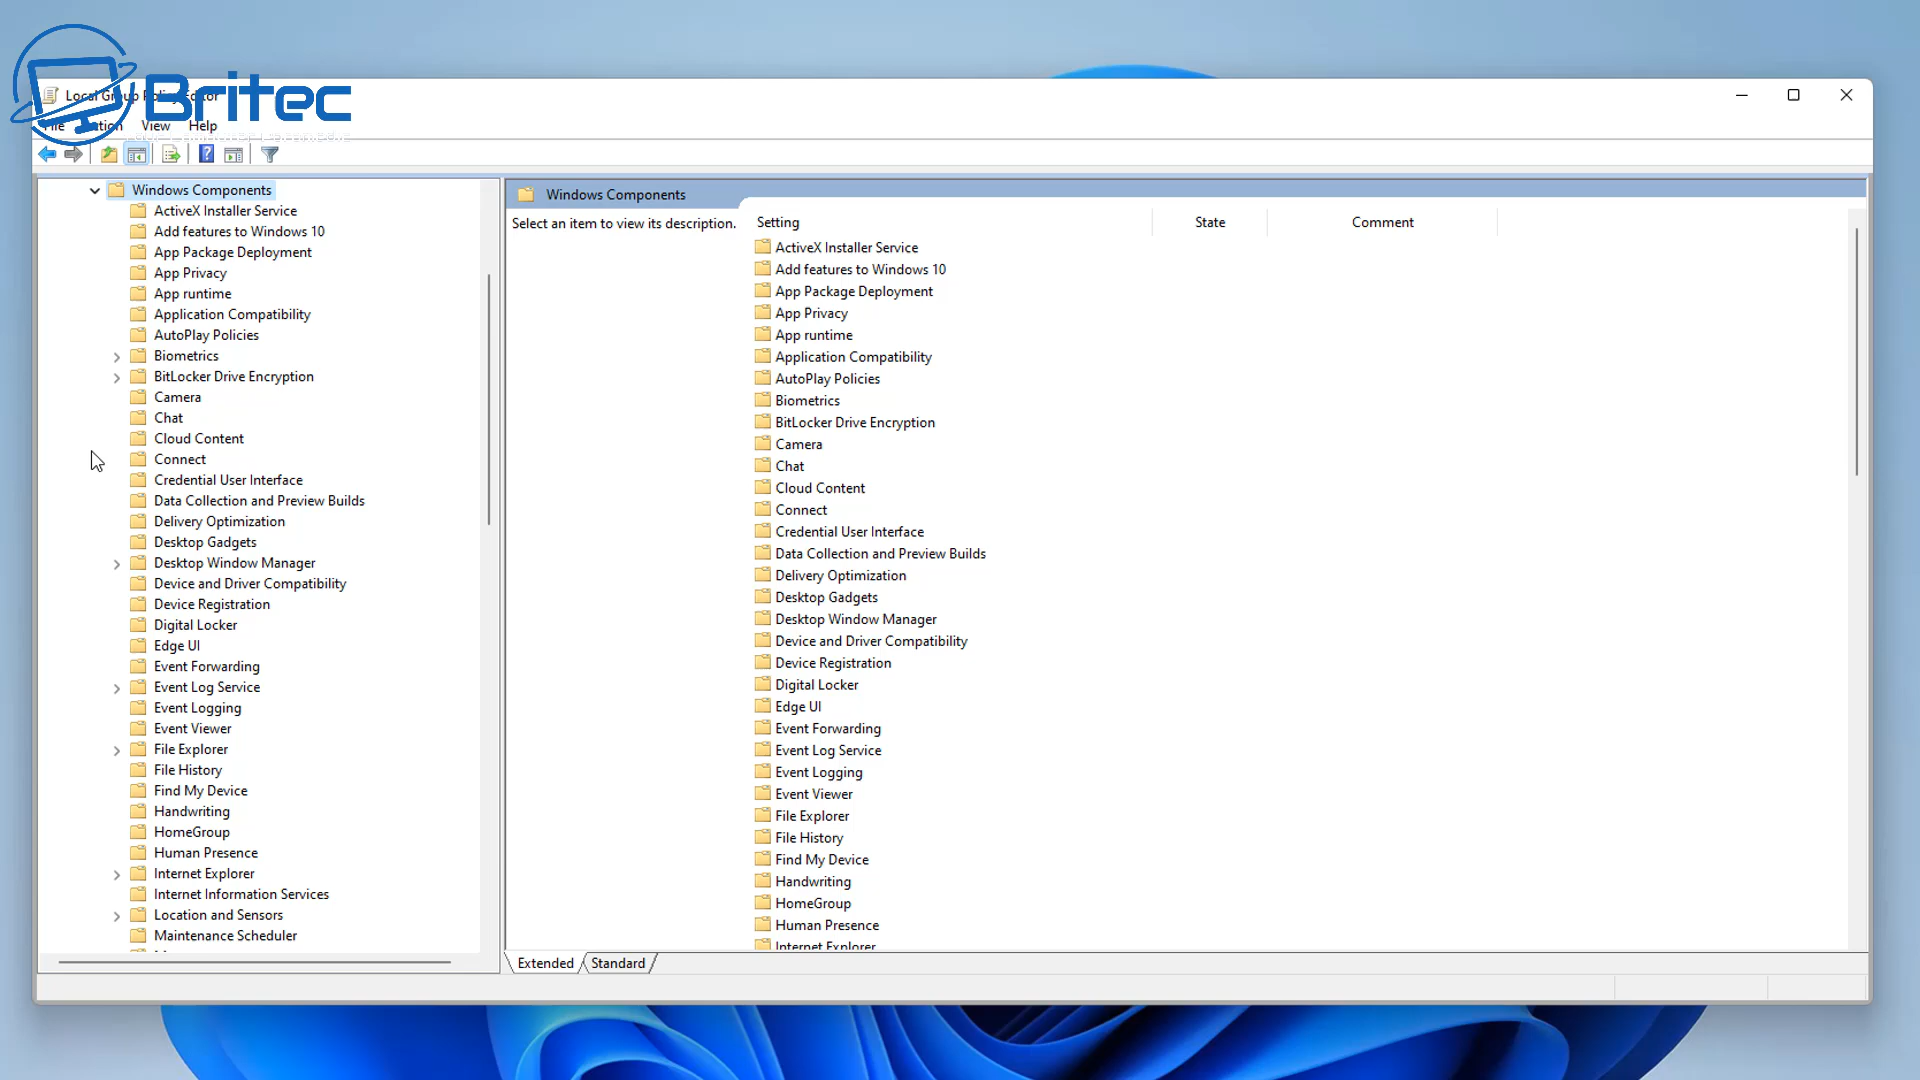 Britec
Local Group Policy Editor
File Action View Help
Windows Components
ActiveX Installer Service
Add features to Windows 10
App Package Deployment
App Privacy
App runtime
Application Compatibility
AutoPlay Policies
Biometrics
BitLocker Drive Encryption
Camera
Chat
Cloud Content
Connect
Credential User Interface
Data Collection and Preview Builds
Delivery Optimization
Desktop Gadgets
Desktop Window Manager
Device and Driver Compatibility
Device Registration
Digital Locker
Edge UI
Event Forwarding
Event Log Service
Event Logging
Event Viewer
File Explorer
File History
Find My Device
Handwriting
HomeGroup
Human Presence
Internet Explorer
Internet Information Services
Location and Sensors
Maintenance Scheduler
Windows Components
Select an item to view its description.
Setting State Comment
ActiveX Installer Service
Add features to Windows 10
App Package Deployment
App Privacy
App runtime
Application Compatibility
AutoPlay Policies
Biometrics
BitLocker Drive Encryption
Camera
Chat
Cloud Content
Connect
Credential User Interface
Data Collection and Preview Builds
Delivery Optimization
Desktop Gadgets
Desktop Window Manager
Device and Driver Compatibility
Device Registration
Digital Locker
Edge UI
Event Forwarding
Event Log Service
Event Logging
Event Viewer
File Explorer
File History
Find My Device
Handwriting
HomeGroup
Human Presence
Internet Explorer
Extended Standard